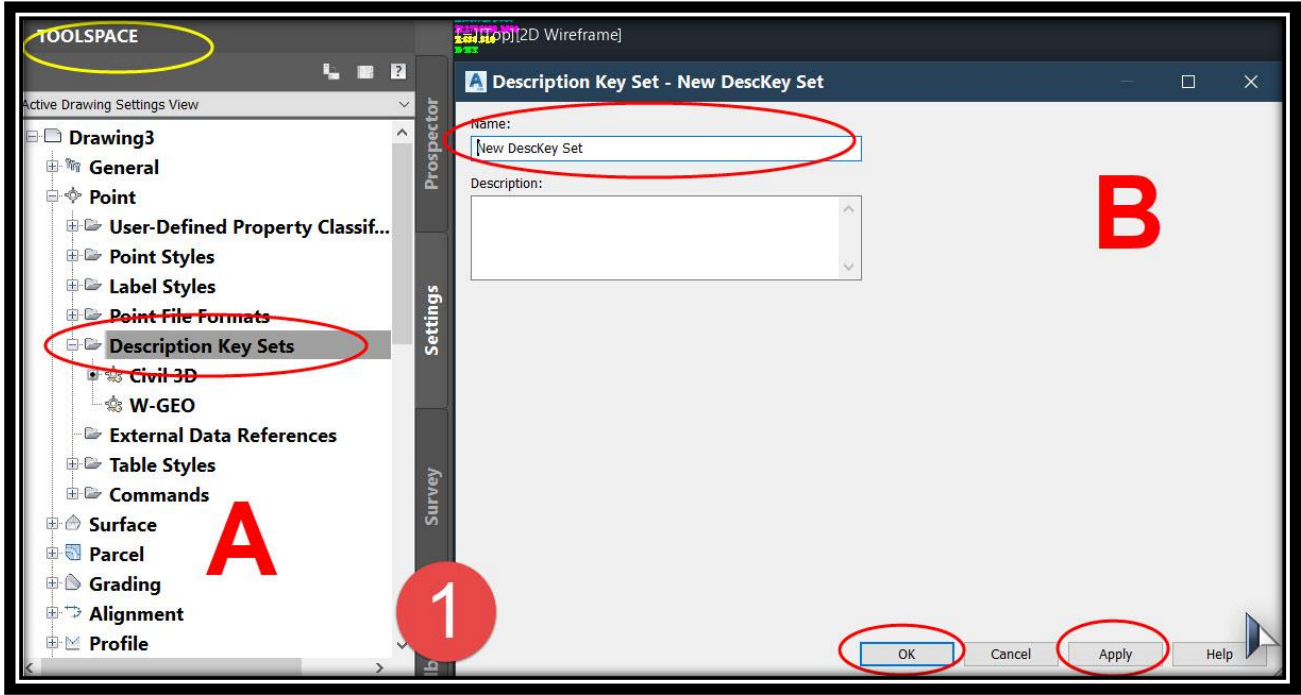 TOOLSPACE
Active Drawing Settings View
Drawing3
General
Point
User-Defined Property Classif...
Point Styles
Label Styles
Point File Formats
Description Key Sets
Civil 3D
W-GEO
External Data References
Table Styles
Commands
Surface
Parcel
Grading
Alignment
Profile
A
1
Prospector
Settings
Survey
[Top][2D Wireframe]
Description Key Set - New DescKey Set
Name:
New DescKey Set
Description:
B
OK
Cancel
Apply
Help